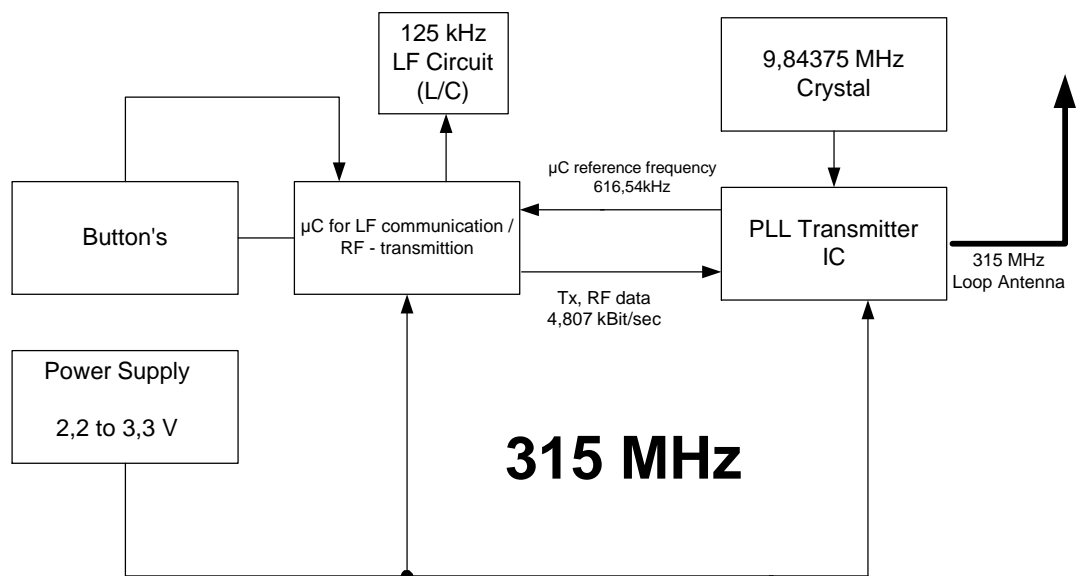 125 kHz
LF Circuit
(L/C)
9,84375 MHz
Crystal
µC reference frequency
616,54kHz
Button's
µC for LF communication /
RF - transmittion
PLL Transmitter
IC
315 MHz
Loop Antenna
Tx, RF data
4,807 kBit/sec
Power Supply
2,2 to 3,3 V
315 MHz